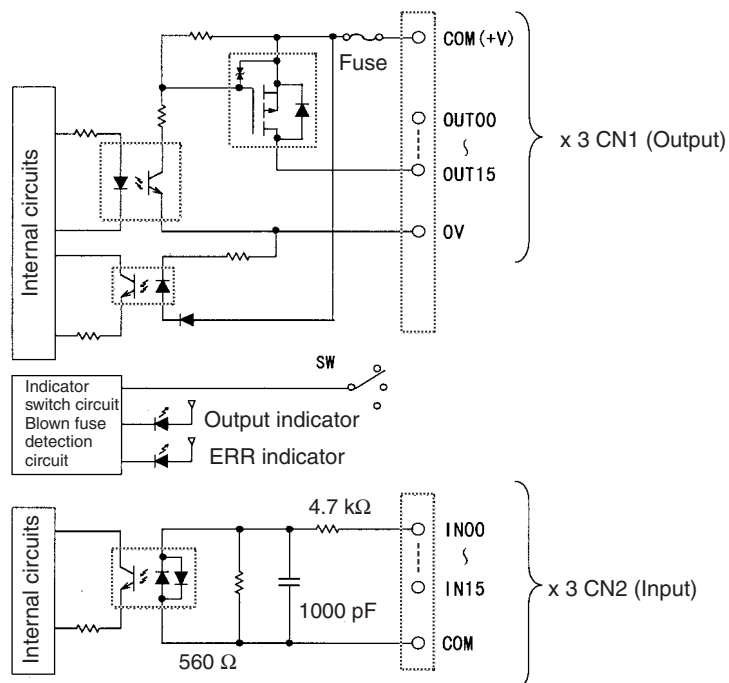 COM (+V)
Fuse
OUT00
∫
OUT15
x 3 CN1 (Output)
0V
Internal circuits
SW
Indicator
switch circuit
Blown fuse
detection
circuit
Output indicator
ERR indicator
4.7 kΩ
IN00
∫
IN15
x 3 CN2 (Input)
1000 pF
COM
560 Ω
Internal circuits